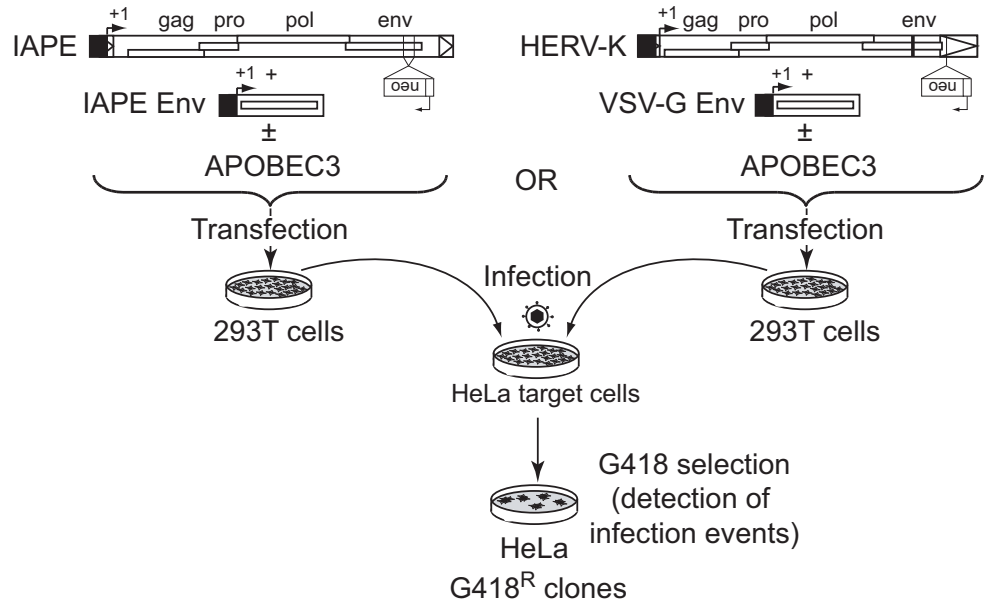 +1 gag pro pol env
IAPE
neo
+1 +
IAPE Env
±
APOBEC3
Transfection
293T cells
OR
+1 gag pro pol env
HERV-K
neo
+1 +
VSV-G Env
±
APOBEC3
Transfection
293T cells
Infection
HeLa target cells
G418 selection
(detection of
infection events)
HeLa
G418ᴿ clones